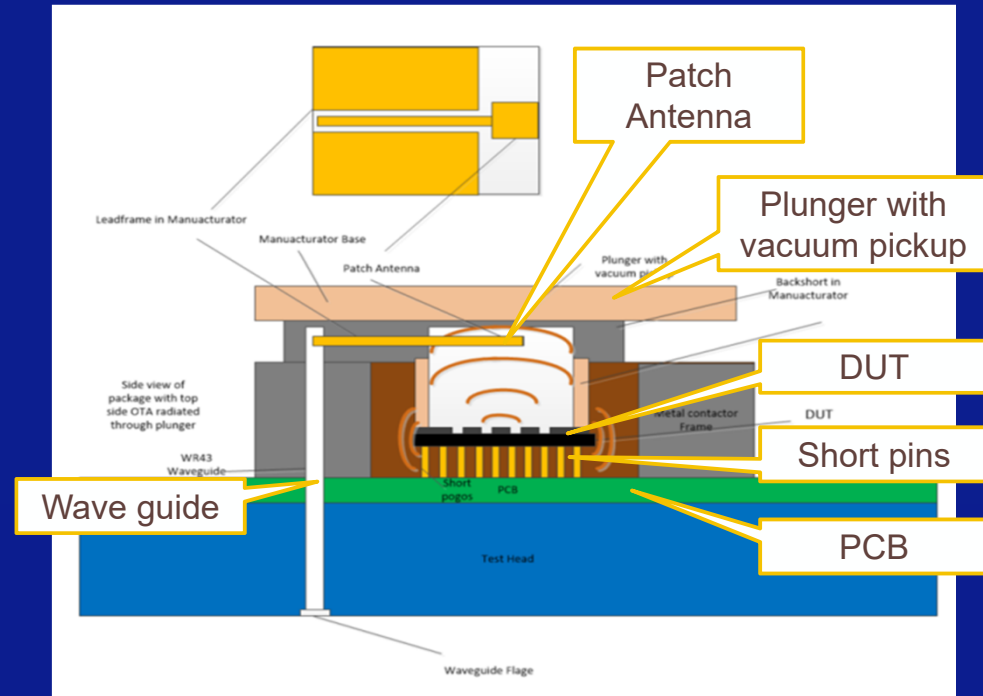 Patch
Antenna
Leadframe in Manuacturator
Manuacturator Base
Patch Antenna
Plunger with
vacuum
Plunger with
vacuum pickup
Backshort in
Manuacturator
Side view of
package with top
side OTA radiated
through plunger
DUT
DUT
Metal contactor
Frame
WR43
Waveguide
Short pins
Wave guide
Short
pogos
PCB
PCB
Test Head
Waveguide Flage